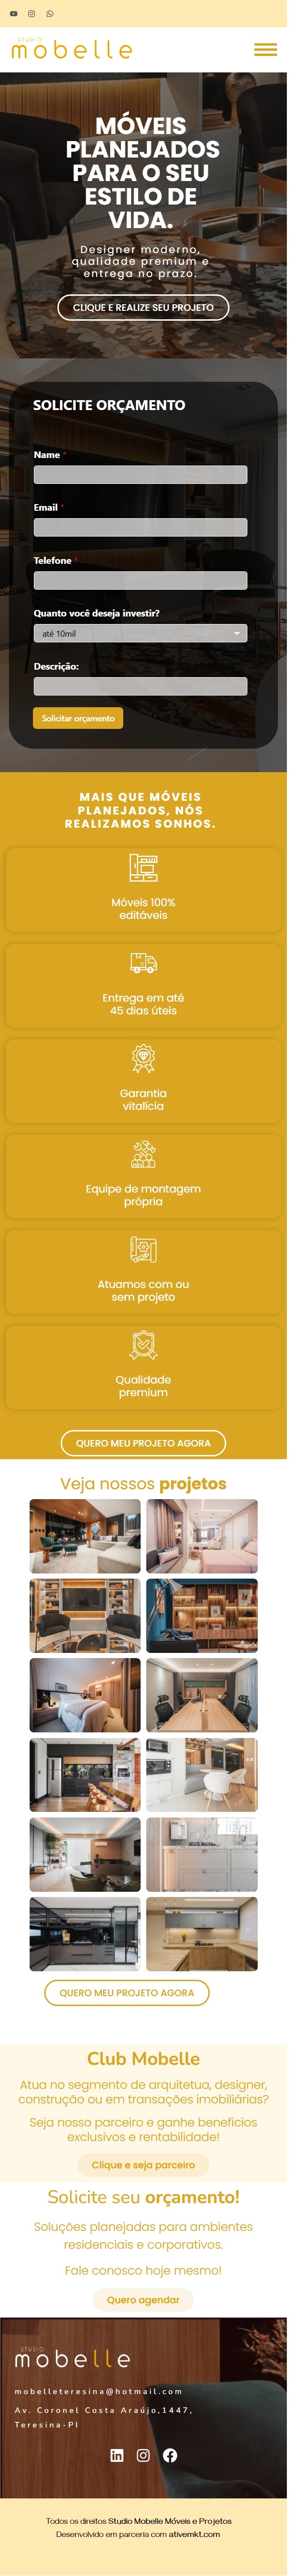 STUDIO
mobelle
MÓVEIS
PLANEJADOS
PARA O SEU
ESTILO DE
VIDA.
Designer moderno,
qualidade premium e
entrega no prazo.
CLIQUE E REALIZE SEU PROJETO
SOLICITE ORÇAMENTO
Name *
Email *
Telefone *
Quanto você deseja investir?
até 10mil
Descrição:
Solicitar orçamento
MAIS QUE MÓVEIS
PLANEJADOS, NÓS
REALIZAMOS SONHOS.
Móveis 100%
editáveis
Entrega em até
45 dias úteis
Garantia
vitalícia
Equipe de montagem
própria
Atuamos com ou
sem projeto
Qualidade
premium
QUERO MEU PROJETO AGORA
Veja nossos projetos
QUERO MEU PROJETO AGORA
Club Mobelle
Atua no segmento de arquitetua, designer,
construção ou em transações imobiliárias?
Seja nosso parceiro e ganhe benefícios
exclusivos e rentabilidade!
Clique e seja parceiro
Solicite seu orçamento!
Soluções planejadas para ambientes
residenciais e corporativos.
Fale conosco hoje mesmo!
Quero agendar
STUDIO
mobelle
mobelleteresina@hotmail.com
Av. Coronel Costa Araújo,1447,
Teresina-PI
Todos os direitos Studio Mobelle Móveis e Projetos
Desenvolvido em parceria com ativemkt.com